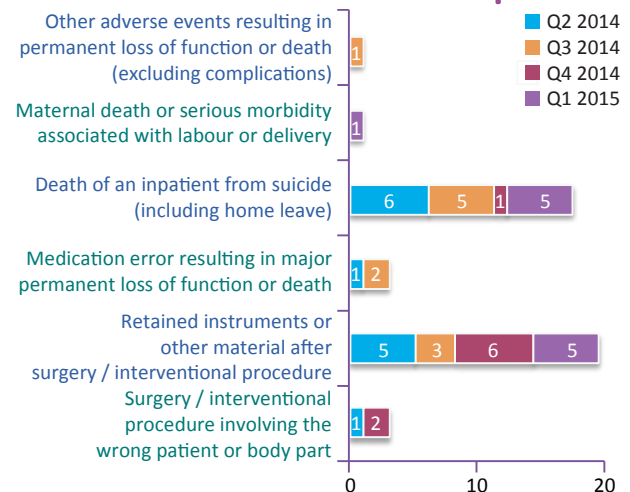 Other adverse events resulting in
permanent loss of function or death
(excluding complications)
1
Maternal death or serious morbidity
associated with labour or delivery
1
Death of an inpatient from suicide
(including home leave)
6 5 1 5
Medication error resulting in major
permanent loss of function or death
1 2
Retained instruments or
other material after
surgery / interventional procedure
5 3 6 5
Surgery / interventional
procedure involving the
wrong patient or body part
1 2
0 10 20
Q2 2014
Q3 2014
Q4 2014
Q1 2015